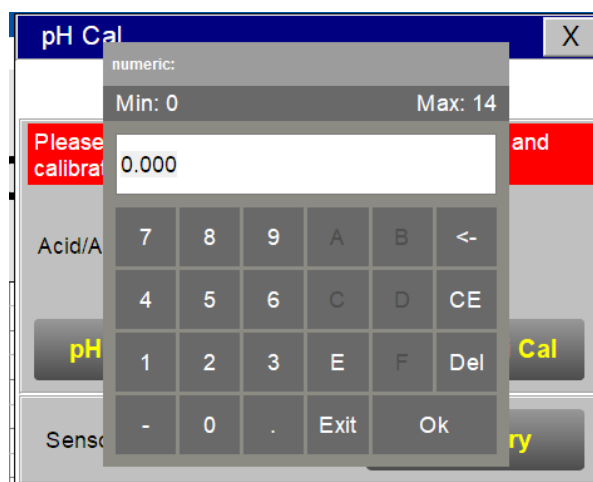 pH Cal
X
numeric:
Min: 0 Max: 14
Please and
calibrat
0.000
Acid/A
7 8 9 A B <-
4 5 6 C D CE
pH Cal
1 2 3 E F Del
- 0 . Exit Ok
Senso ry